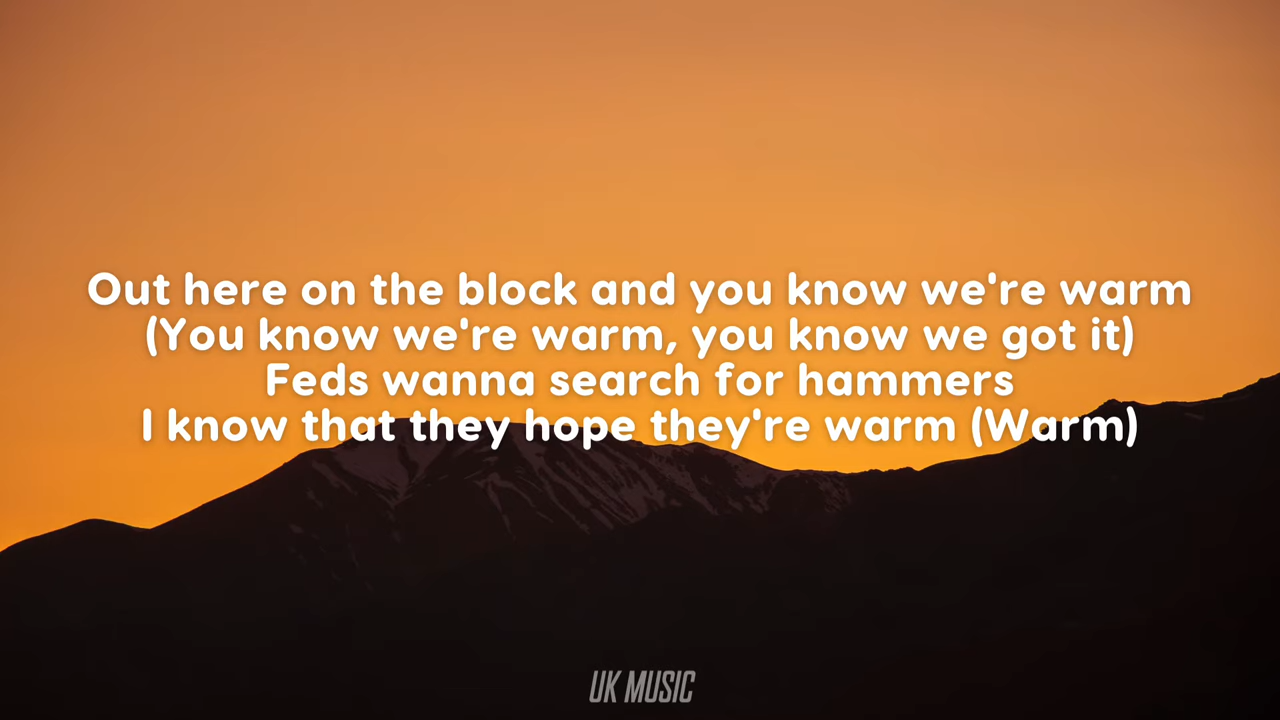 Out here on the block and you know we're warm
(You know we're warm, you know we got it)
Feds wanna search for hammers
I know that they hope they're warm (Warm)
UK MUSIC